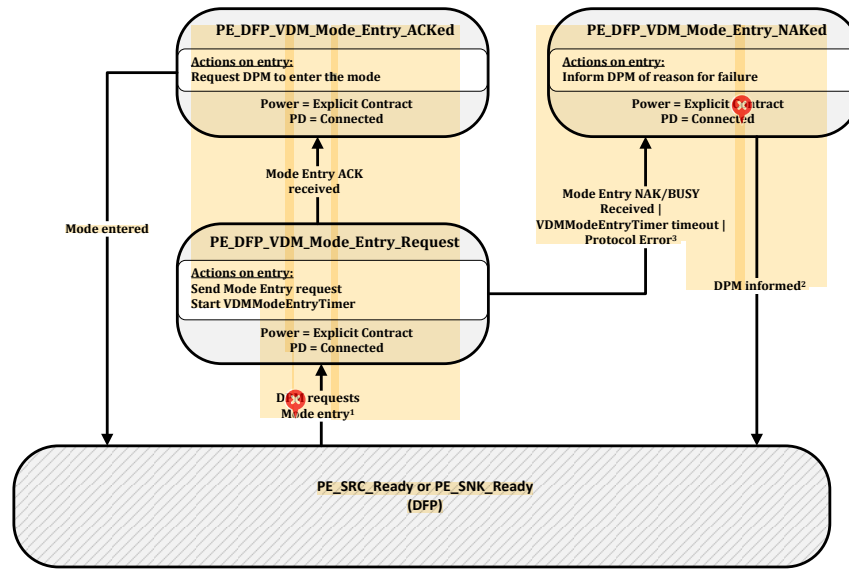 PE_DFP_VDM_Mode_Entry_ACKed
Actions on entry:
Request DPM to enter the mode
Power = Explicit Contract
PD = Connected
PE_DFP_VDM_Mode_Entry_NAKed
Actions on entry:
Inform DPM of reason for failure
Power = Explicit Contract
PD = Connected
Mode Entry ACK
received
Mode Entry NAK/BUSY
Received |
VDMModeEntryTimer timeout |
Protocol Error³
Mode entered
PE_DFP_VDM_Mode_Entry_Request
Actions on entry:
Send Mode Entry request
Start VDMModeEntryTimer
Power = Explicit Contract
PD = Connected
DPM informed²
DPM requests
Mode entry¹
PE_SRC_Ready or PE_SNK_Ready
(DFP)